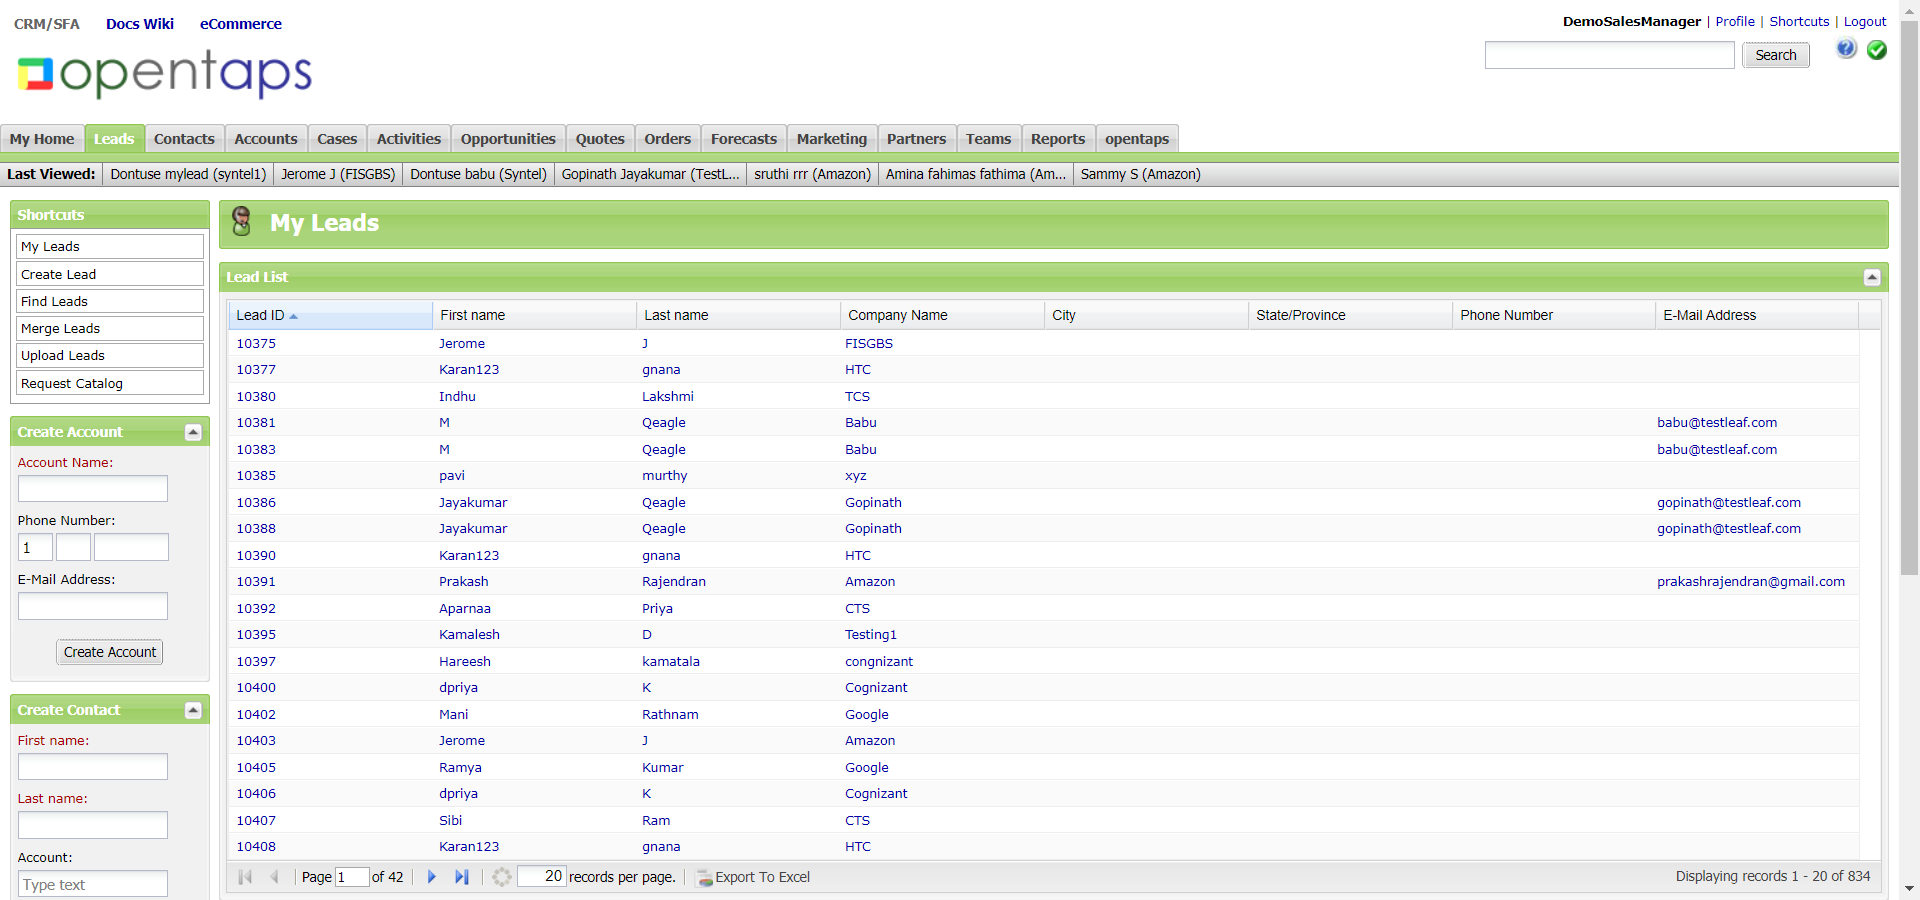 CRM/SFA Docs Wiki eCommerce
DemoSalesManager | Profile | Shortcuts | Logout
Search
opentaps
My Home Leads Contacts Accounts Cases Activities Opportunities Quotes Orders Forecasts Marketing Partners Teams Reports opentaps
Last Viewed: Dontuse mylead (syntel1) Jerome J (FISGBS) Dontuse babu (Syntel) Gopinath Jayakumar (TestL... sruthi rrr (Amazon) Amina fahimas fathima (Am... Sammy S (Amazon)
Shortcuts
My Leads
Create Lead
Find Leads
Merge Leads
Upload Leads
Request Catalog
Create Account
Account Name:
Phone Number:
1
E-Mail Address:
Create Account
Create Contact
First name:
Last name:
Account:
Type text
My Leads
Lead List
Lead ID First name Last name Company Name City State/Province Phone Number E-Mail Address
10375 Jerome J FISGBS
10377 Karan123 gnana HTC
10380 Indhu Lakshmi TCS
10381 M Qeagle Babu babu@testleaf.com
10383 M Qeagle Babu babu@testleaf.com
10385 pavi murthy xyz
10386 Jayakumar Qeagle Gopinath gopinath@testleaf.com
10388 Jayakumar Qeagle Gopinath gopinath@testleaf.com
10390 Karan123 gnana HTC
10391 Prakash Rajendran Amazon prakashrajendran@gmail.com
10392 Aparnaa Priya CTS
10395 Kamalesh D Testing1
10397 Hareesh kamatala congnizant
10400 dpriya K Cognizant
10402 Mani Rathnam Google
10403 Jerome J Amazon
10405 Ramya Kumar Google
10406 dpriya K Cognizant
10407 Sibi Ram CTS
10408 Karan123 gnana HTC
Page 1 of 42 20 records per page. Export To Excel Displaying records 1 - 20 of 834